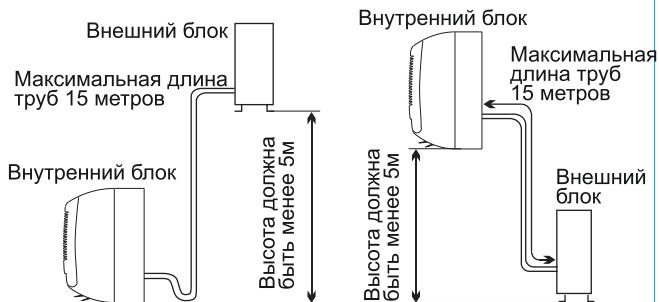 Внешний блок
Максимальная длина
труб 15 метров
Внутренний блок
Высота должна
быть менее 5м
Внутренний блок
Максимальная
длина труб
15 метров
Высота должна
быть менее 5м
Внешний
блок